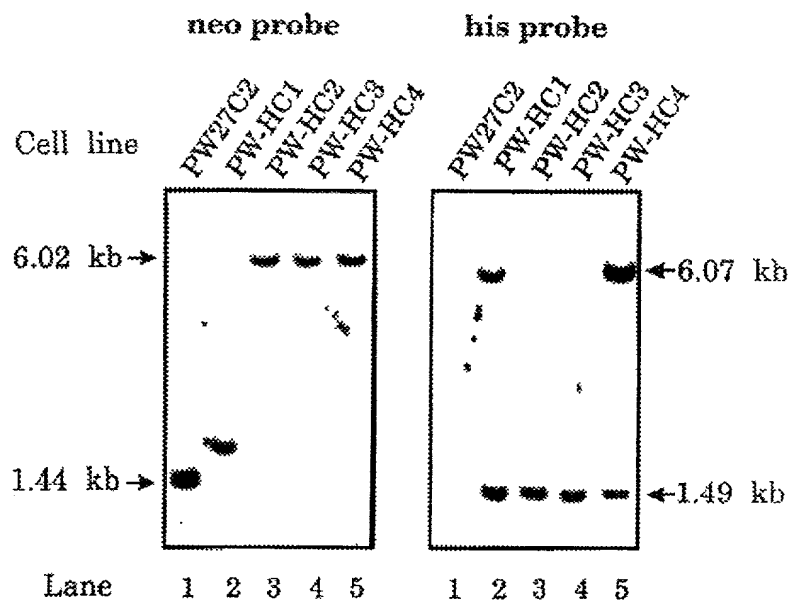 neo probe
his probe
Cell line
PW27C2
PW-HC1
PW-HC2
PW-HC3
PW-HC4
PW27C2
PW-HC1
PW-HC2
PW-HC3
PW-HC4
6.02 kb
6.07 kb
1.44 kb
1.49 kb
Lane 1 2 3 4 5 1 2 3 4 5